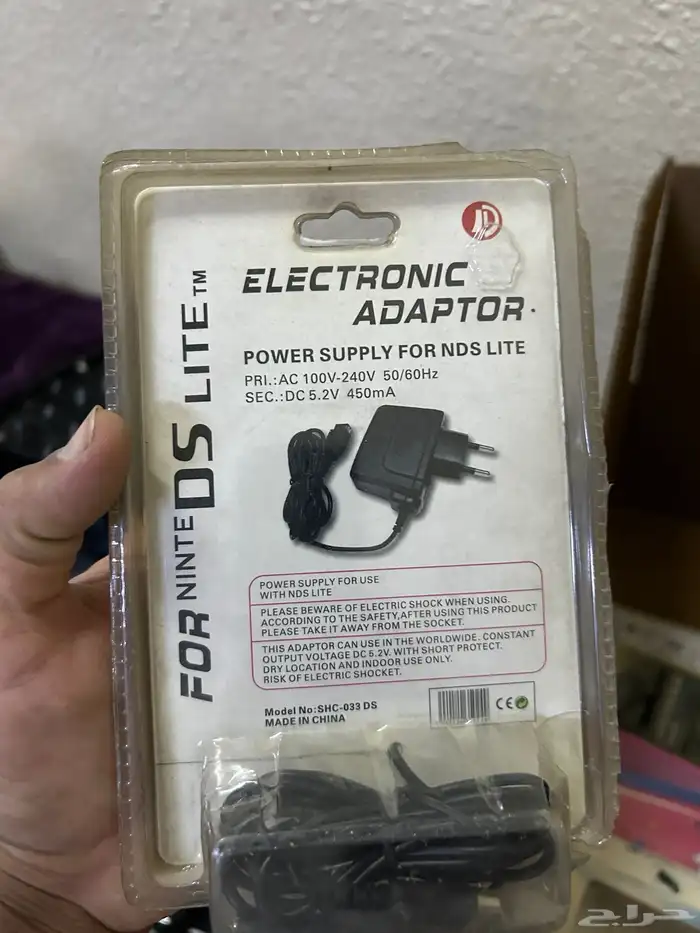 JD
ELECTRONIC
ADAPTOR.
POWER SUPPLY FOR NDS LITE
PRI.:AC 100V-240V 50/60Hz
SEC.:DC 5.2V 450mA
FOR NINTEDS LITE™
POWER SUPPLY FOR USE
WITH NDS LITE
PLEASE BEWARE OF ELECTRIC SHOCK WHEN USING.
ACCORDING TO THE SAFETY,AFTER USING THIS PRODUCT
PLEASE TAKE IT AWAY FROM THE SOCKET.
THIS ADAPTOR CAN USE IN THE WORLDWIDE. CONSTANT
OUTPUT VOLTAGE DC 5.2V. WITH SHORT PROTECT.
DRY LOCATION AND INDOOR USE ONLY.
RISK OF ELECTRIC SHOCKET.
Model No:SHC-033 DS
MADE IN CHINA
CE
حراج